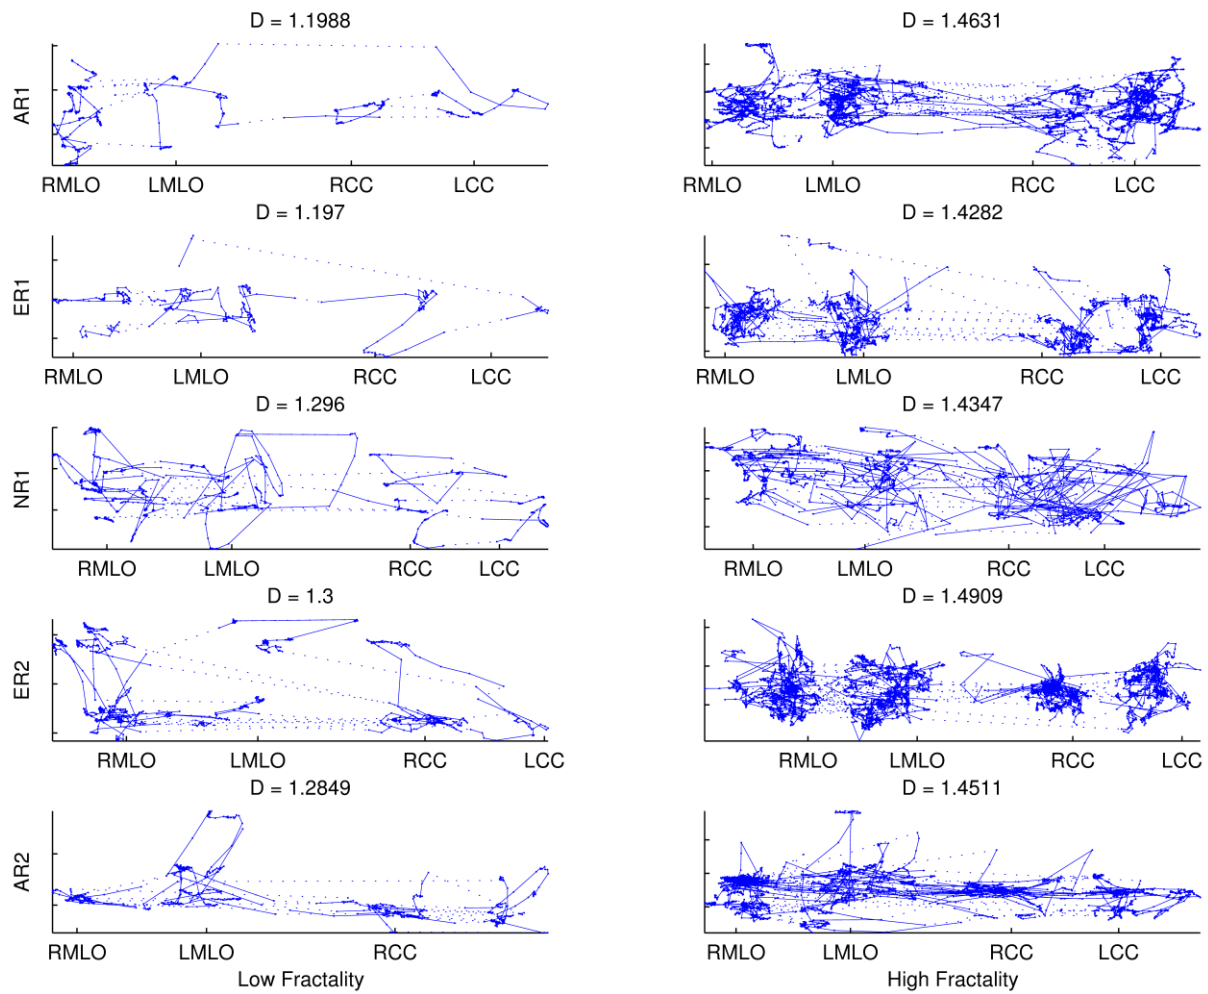 D = 1.1988
D = 1.4631
AR1
RMLO LMLO RCC LCC
RMLO LMLO RCC LCC
D = 1.197
D = 1.4282
ER1
RMLO LMLO RCC LCC
RMLO LMLO RCC LCC
D = 1.296
D = 1.4347
NR1
RMLO LMLO RCC LCC
RMLO LMLO RCC LCC
D = 1.3
D = 1.4909
ER2
RMLO LMLO RCC LCC
RMLO LMLO RCC LCC
D = 1.2849
D = 1.4511
AR2
RMLO LMLO RCC
RMLO LMLO RCC LCC
Low Fractality
High Fractality